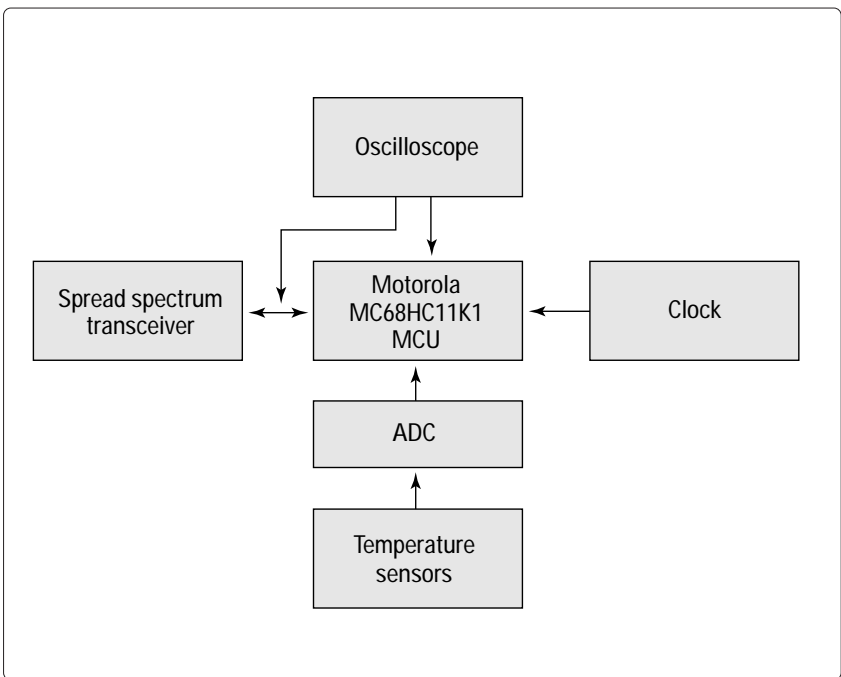 Oscilloscope
Spread spectrum
transceiver
Motorola
MC68HC11K1
MCU
Clock
ADC
Temperature
sensors